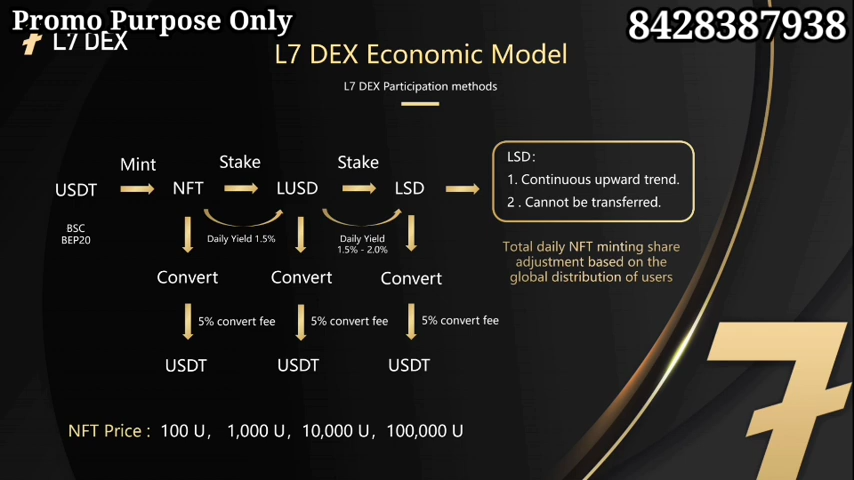 Promo Purpose Only
8428387938
L7 DEX
L7 DEX Economic Model
L7 DEX Participation methods
Mint
Stake
Stake
USDT
NFT
LUSD
LSD
LSD:
1. Continuous upward trend.
2 . Cannot be transferred.
BSC
BEP20
Daily Yield 1.5%
Daily Yield
1.5% - 2.0%
Total daily NFT minting share
adjustment based on the
global distribution of users
Convert
Convert
Convert
5% convert fee
5% convert fee
5% convert fee
USDT
USDT
USDT
NFT Price : 100 U, 1,000 U, 10,000 U, 100,000 U